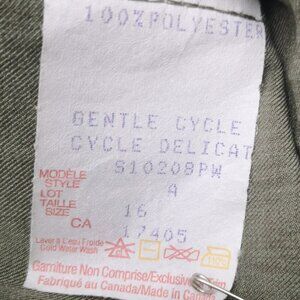 100%POLYESTER
GENTLE CYCLE
CYCLE DELICAT
S10208PW
MODÈLE
STYLE
A
LOT
TAILLE
SIZE
16
CA
17405
Laver à L'eau Froide
Cold Water Wash
Garniture Non Comprise/Exclusive
Fabriqué au Canada/Made in Canada